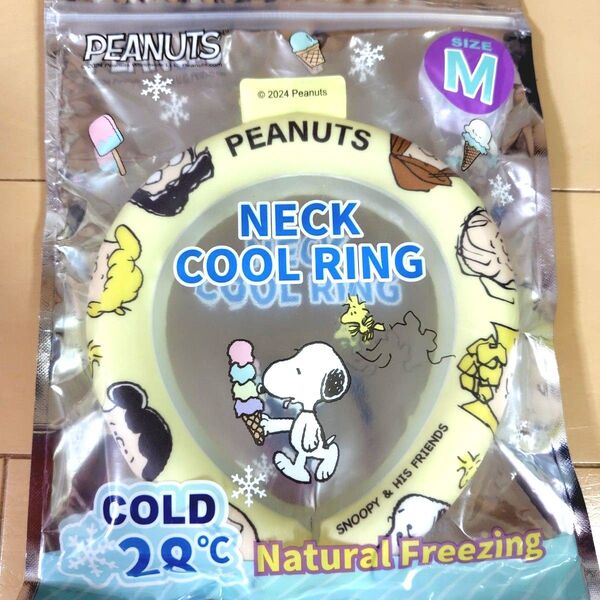 PEANUTS
SIZE
M
© 2024 Peanuts
PEANUTS
NECK
COOL RING
SNOOPY & HIS FRIENDS
COLD
28°C
Natural Freezing